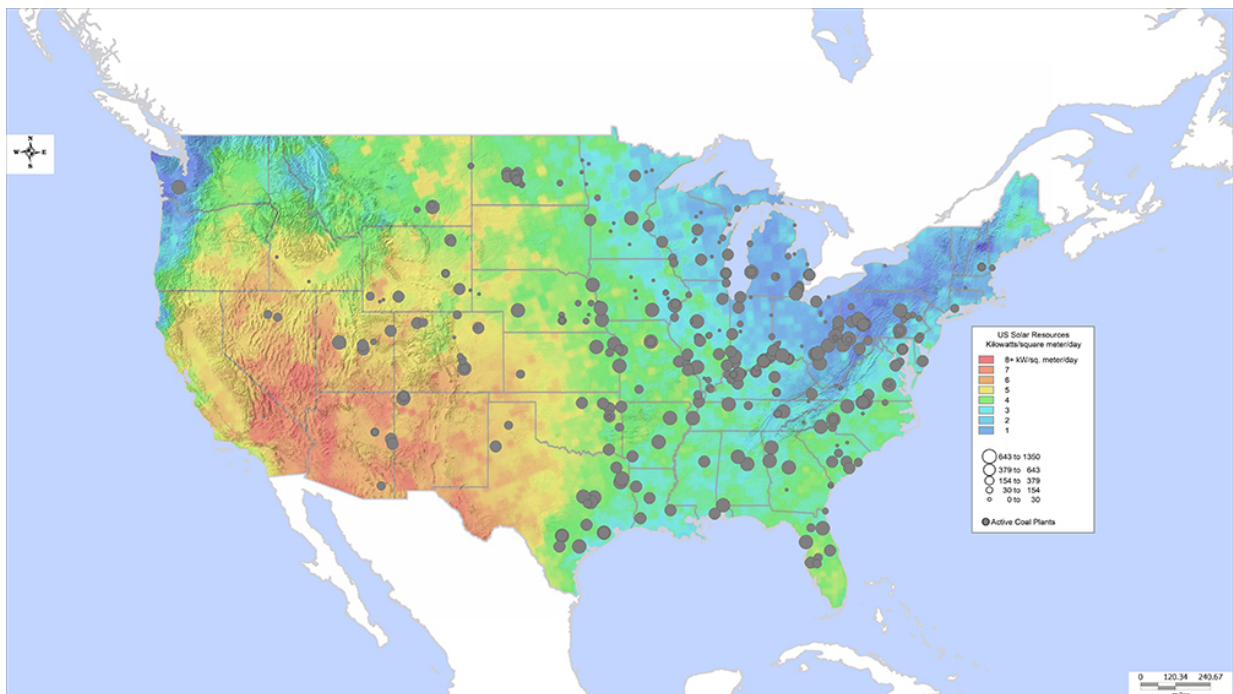 N
W E
S
US Solar Resources
Kilowatts/square meter/day
8+ kW/sq. meter/day
7
6
5
4
3
2
1
643 to 1350
379 to 643
154 to 379
30 to 154
0 to 30
Active Coal Plants
0 120.34 240.67